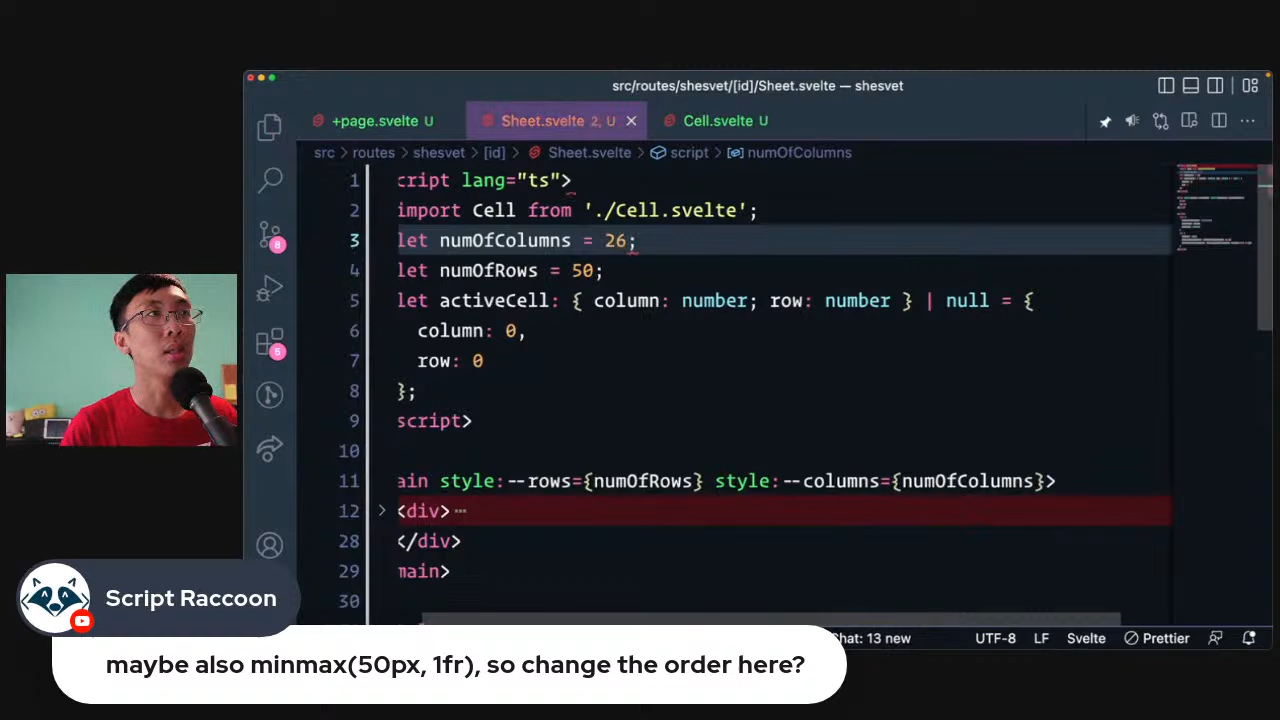 src/routes/shesvet/[id]/Sheet.svelte — shesvet
+page.svelte U
Sheet.svelte 2, U
Cell.svelte U
src > routes > shesvet > [id] > Sheet.svelte > script > numOfColumns
1 cript lang="ts">
2 import Cell from './Cell.svelte';
3 let numOfColumns = 26;
4 let numOfRows = 50;
5 let activeCell: { column: number; row: number } | null = {
6 column: 0,
7 row: 0
8 };
9 script>
10
11 ain style:--rows={numOfRows} style:--columns={numOfColumns}>
12 <div>⋯
28 </div>
29 main>
30
8
5
Script Raccoon
maybe also minmax(50px, 1fr), so change the order here?
Chat: 13 new UTF-8 LF Svelte Prettier